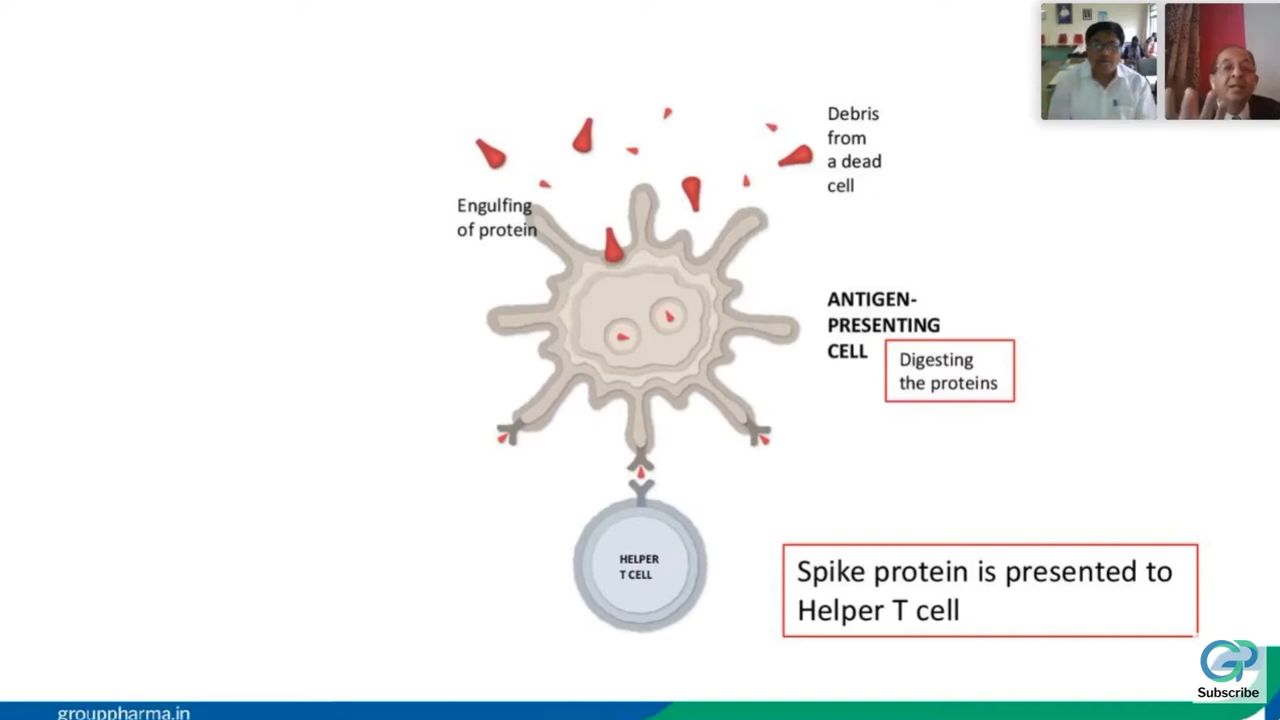 Debris
from
a dead
cell
Engulfing
of protein
ANTIGEN-
PRESENTING
CELL
Digesting
the proteins
HELPER
T CELL
Spike protein is presented to
Helper T cell
GP
Subscribe
grouppharma.in